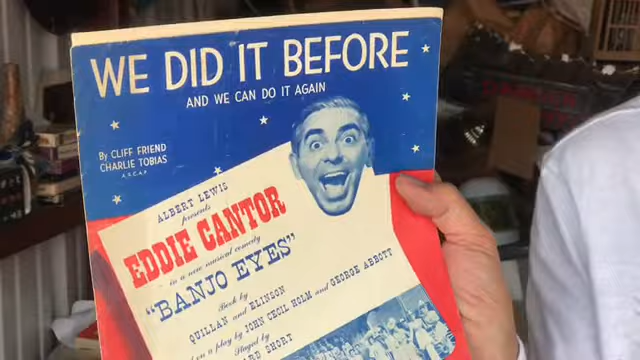 WE DID IT BEFORE
AND WE CAN DO IT AGAIN
By CLIFF FRIEND
CHARLIE TOBIAS
A.S.C.A.P.
ALBERT LEWIS
presents
EDDIE CANTOR
in a new musical comedy
"BANJO EYES"
Book by
QUILLAN and ELINSON
on a play by JOHN CECIL HOLM and GEORGE ABBOTT
Staged by
ARD SHORT